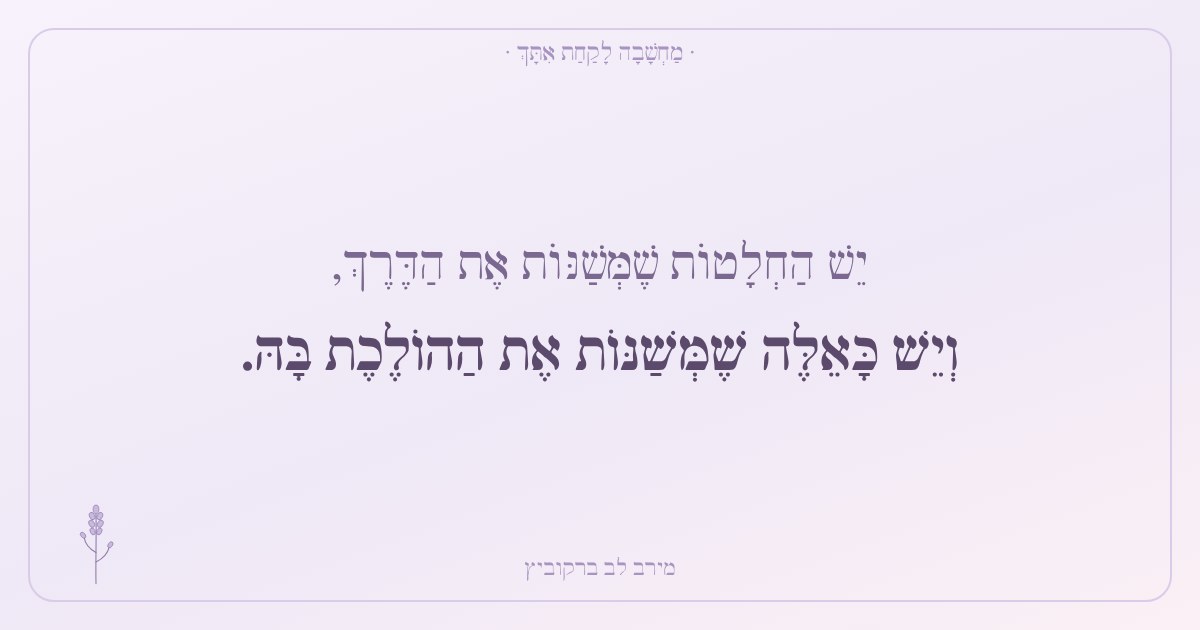 · מַחְשָׁבָה לָקַחַת אִתָּךְ ·
יֵשׁ הַחְלָטוֹת שֶׁמְּשַׁנּוֹת אֶת הַדֶּרֶךְ,
וְיֵשׁ כָּאֵלֶּה שֶׁמְּשַׁנּוֹת אֶת הַהוֹלֶכֶת בָּהּ.
מירב לב ברקוביץ